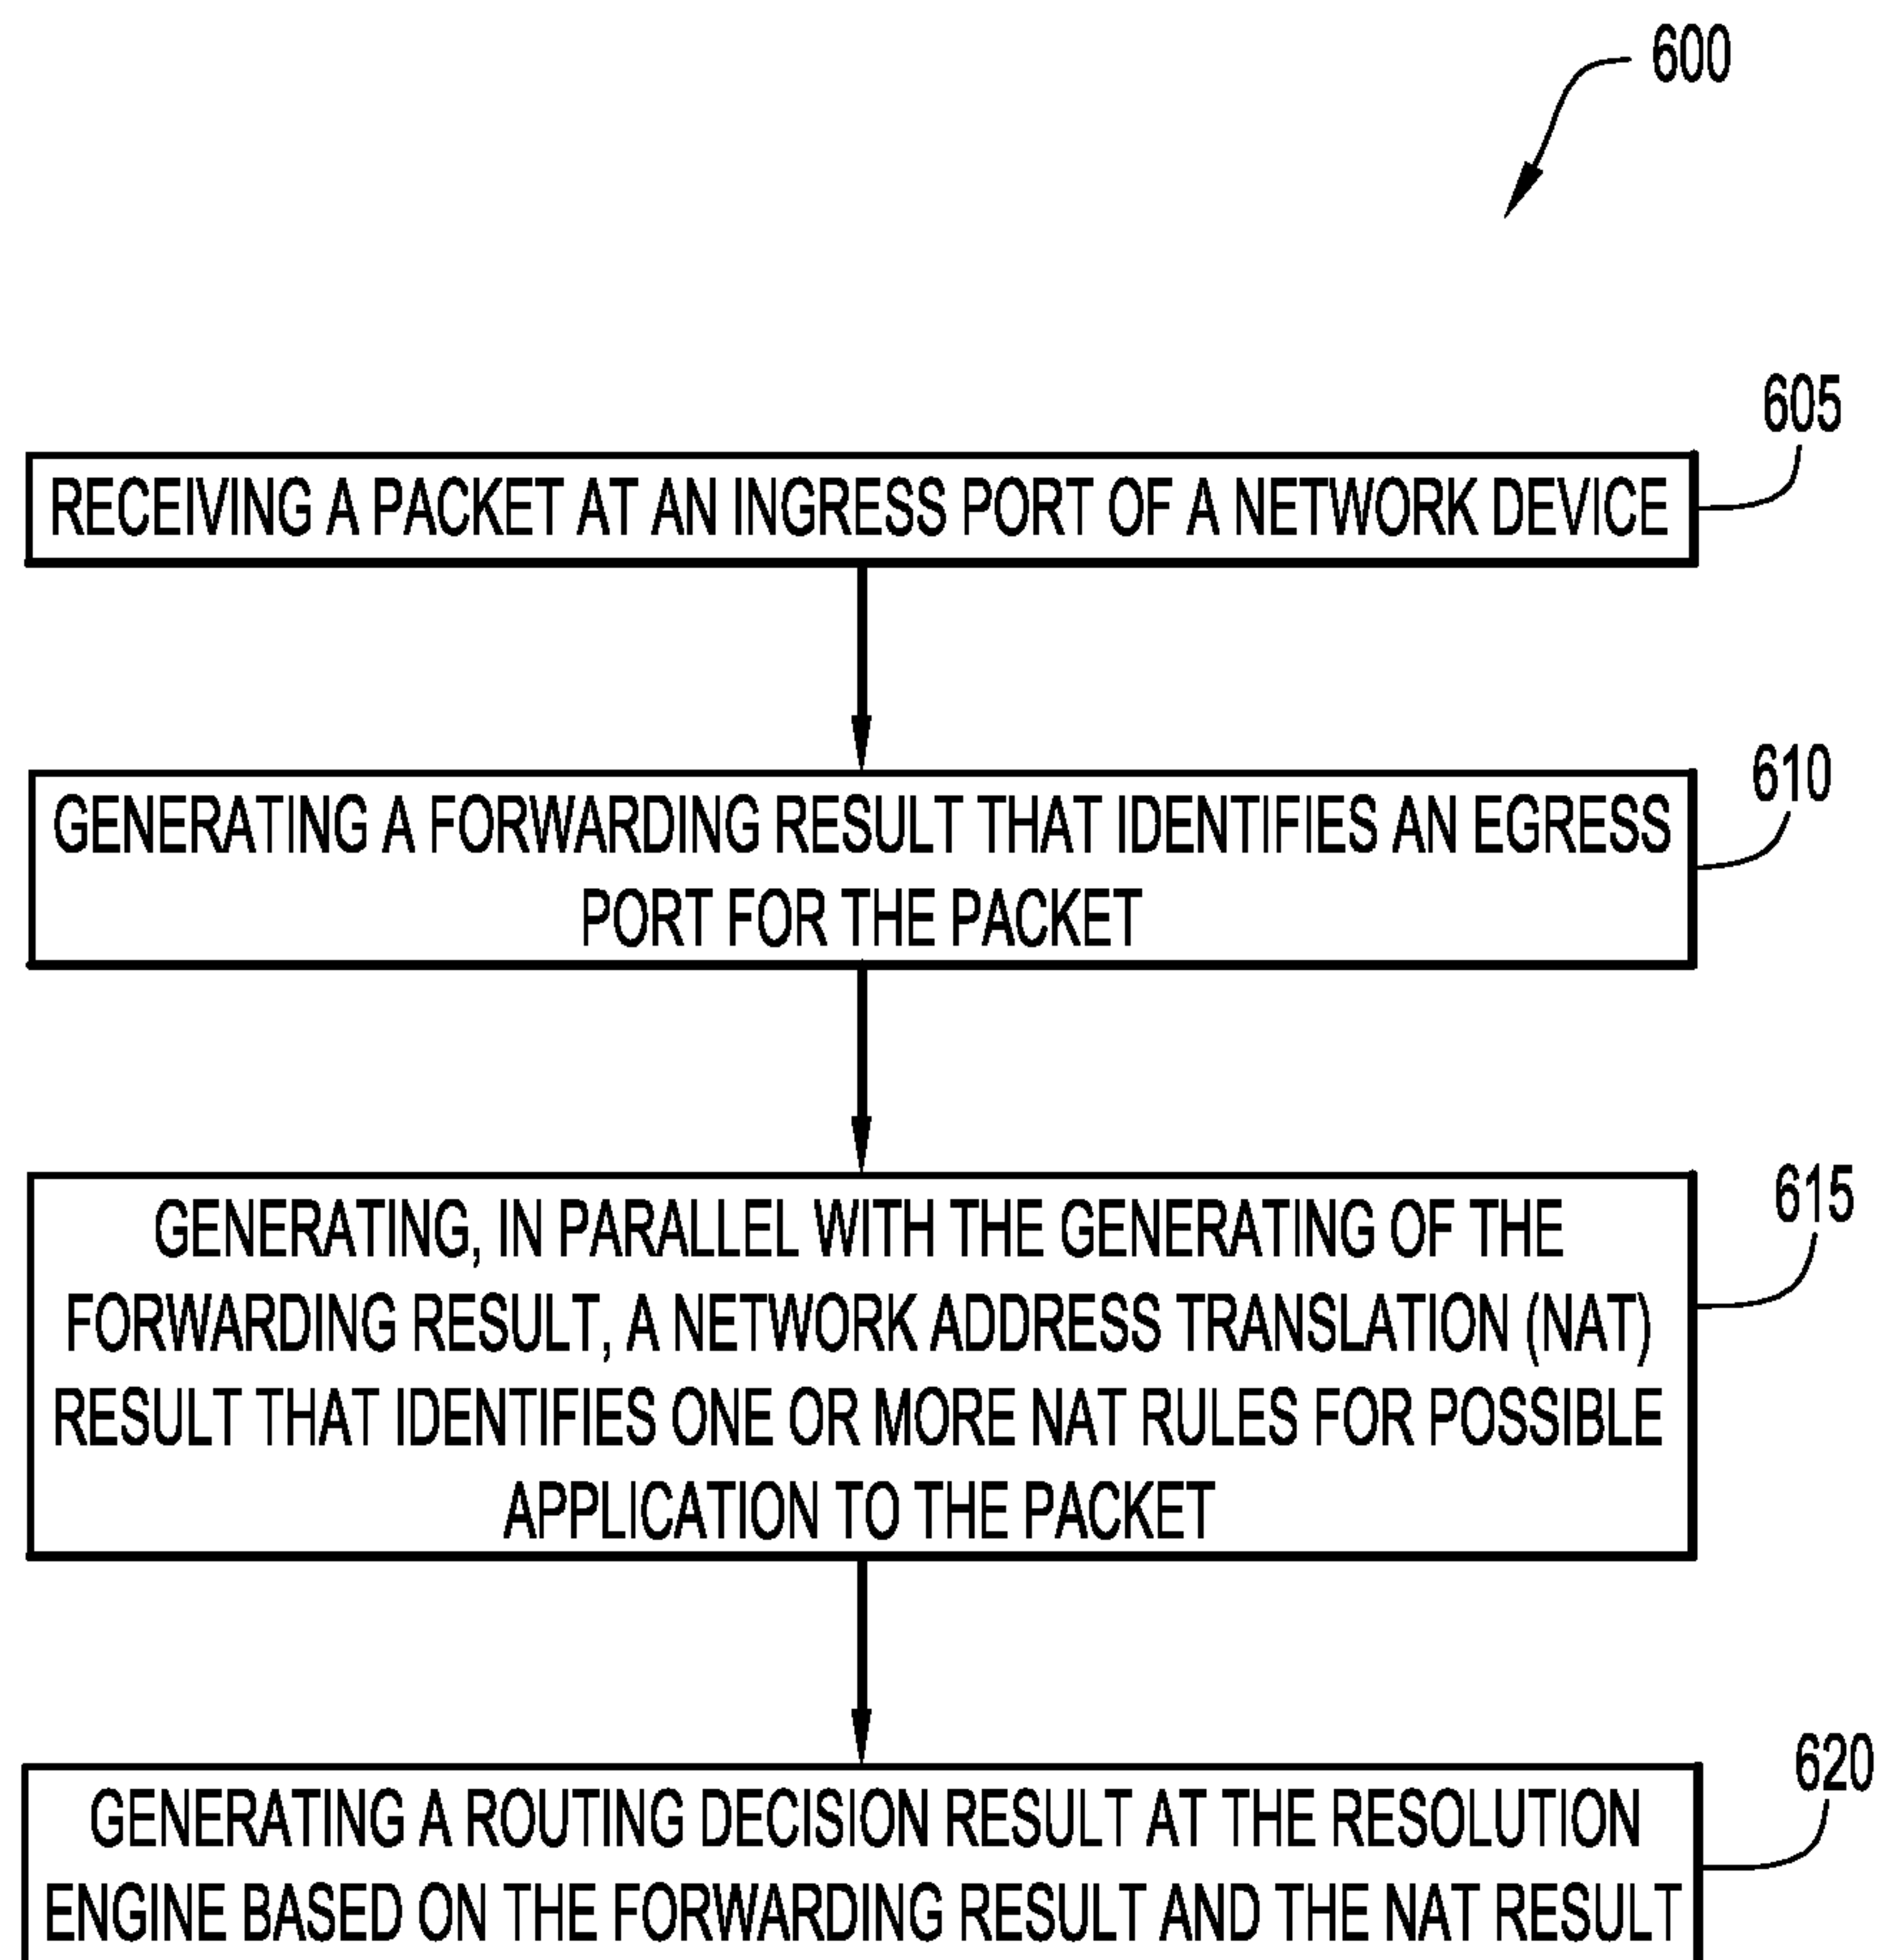 600
605
RECEIVING A PACKET AT AN INGRESS PORT OF A NETWORK DEVICE
610
GENERATING A FORWARDING RESULT THAT IDENTIFIES AN EGRESS
PORT FOR THE PACKET
615
GENERATING, IN PARALLEL WITH THE GENERATING OF THE
FORWARDING RESULT, A NETWORK ADDRESS TRANSLATION (NAT)
RESULT THAT IDENTIFIES ONE OR MORE NAT RULES FOR POSSIBLE
APPLICATION TO THE PACKET
620
GENERATING A ROUTING DECISION RESULT AT THE RESOLUTION
ENGINE BASED ON THE FORWARDING RESULT AND THE NAT RESULT